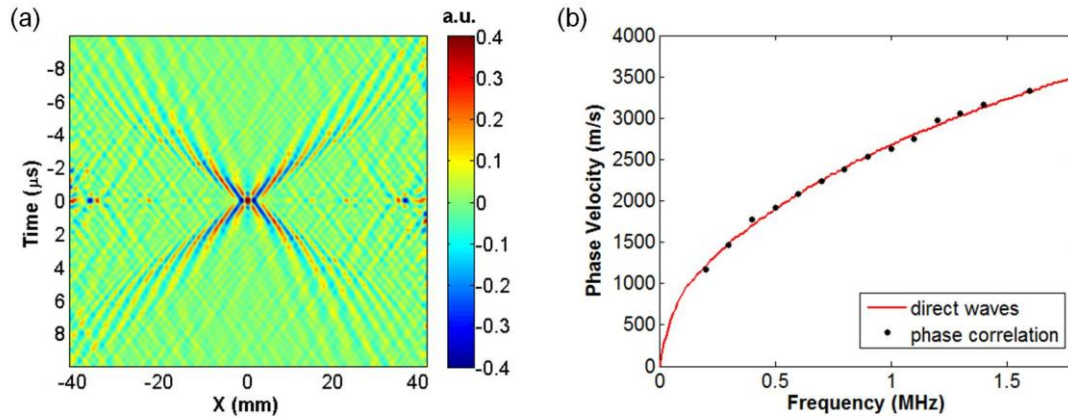 (a)
a.u.
0.4
0.3
0.2
0.1
0
-0.1
-0.2
-0.3
-0.4
-8
-6
-4
-2
0
2
4
6
8
Time (μs)
-40 -20 0 20 40
X (mm)
(b)
4000
3500
3000
2500
2000
1500
1000
500
0
Phase Velocity (m/s)
direct waves
phase correlation
0 0.5 1 1.5
Frequency (MHz)